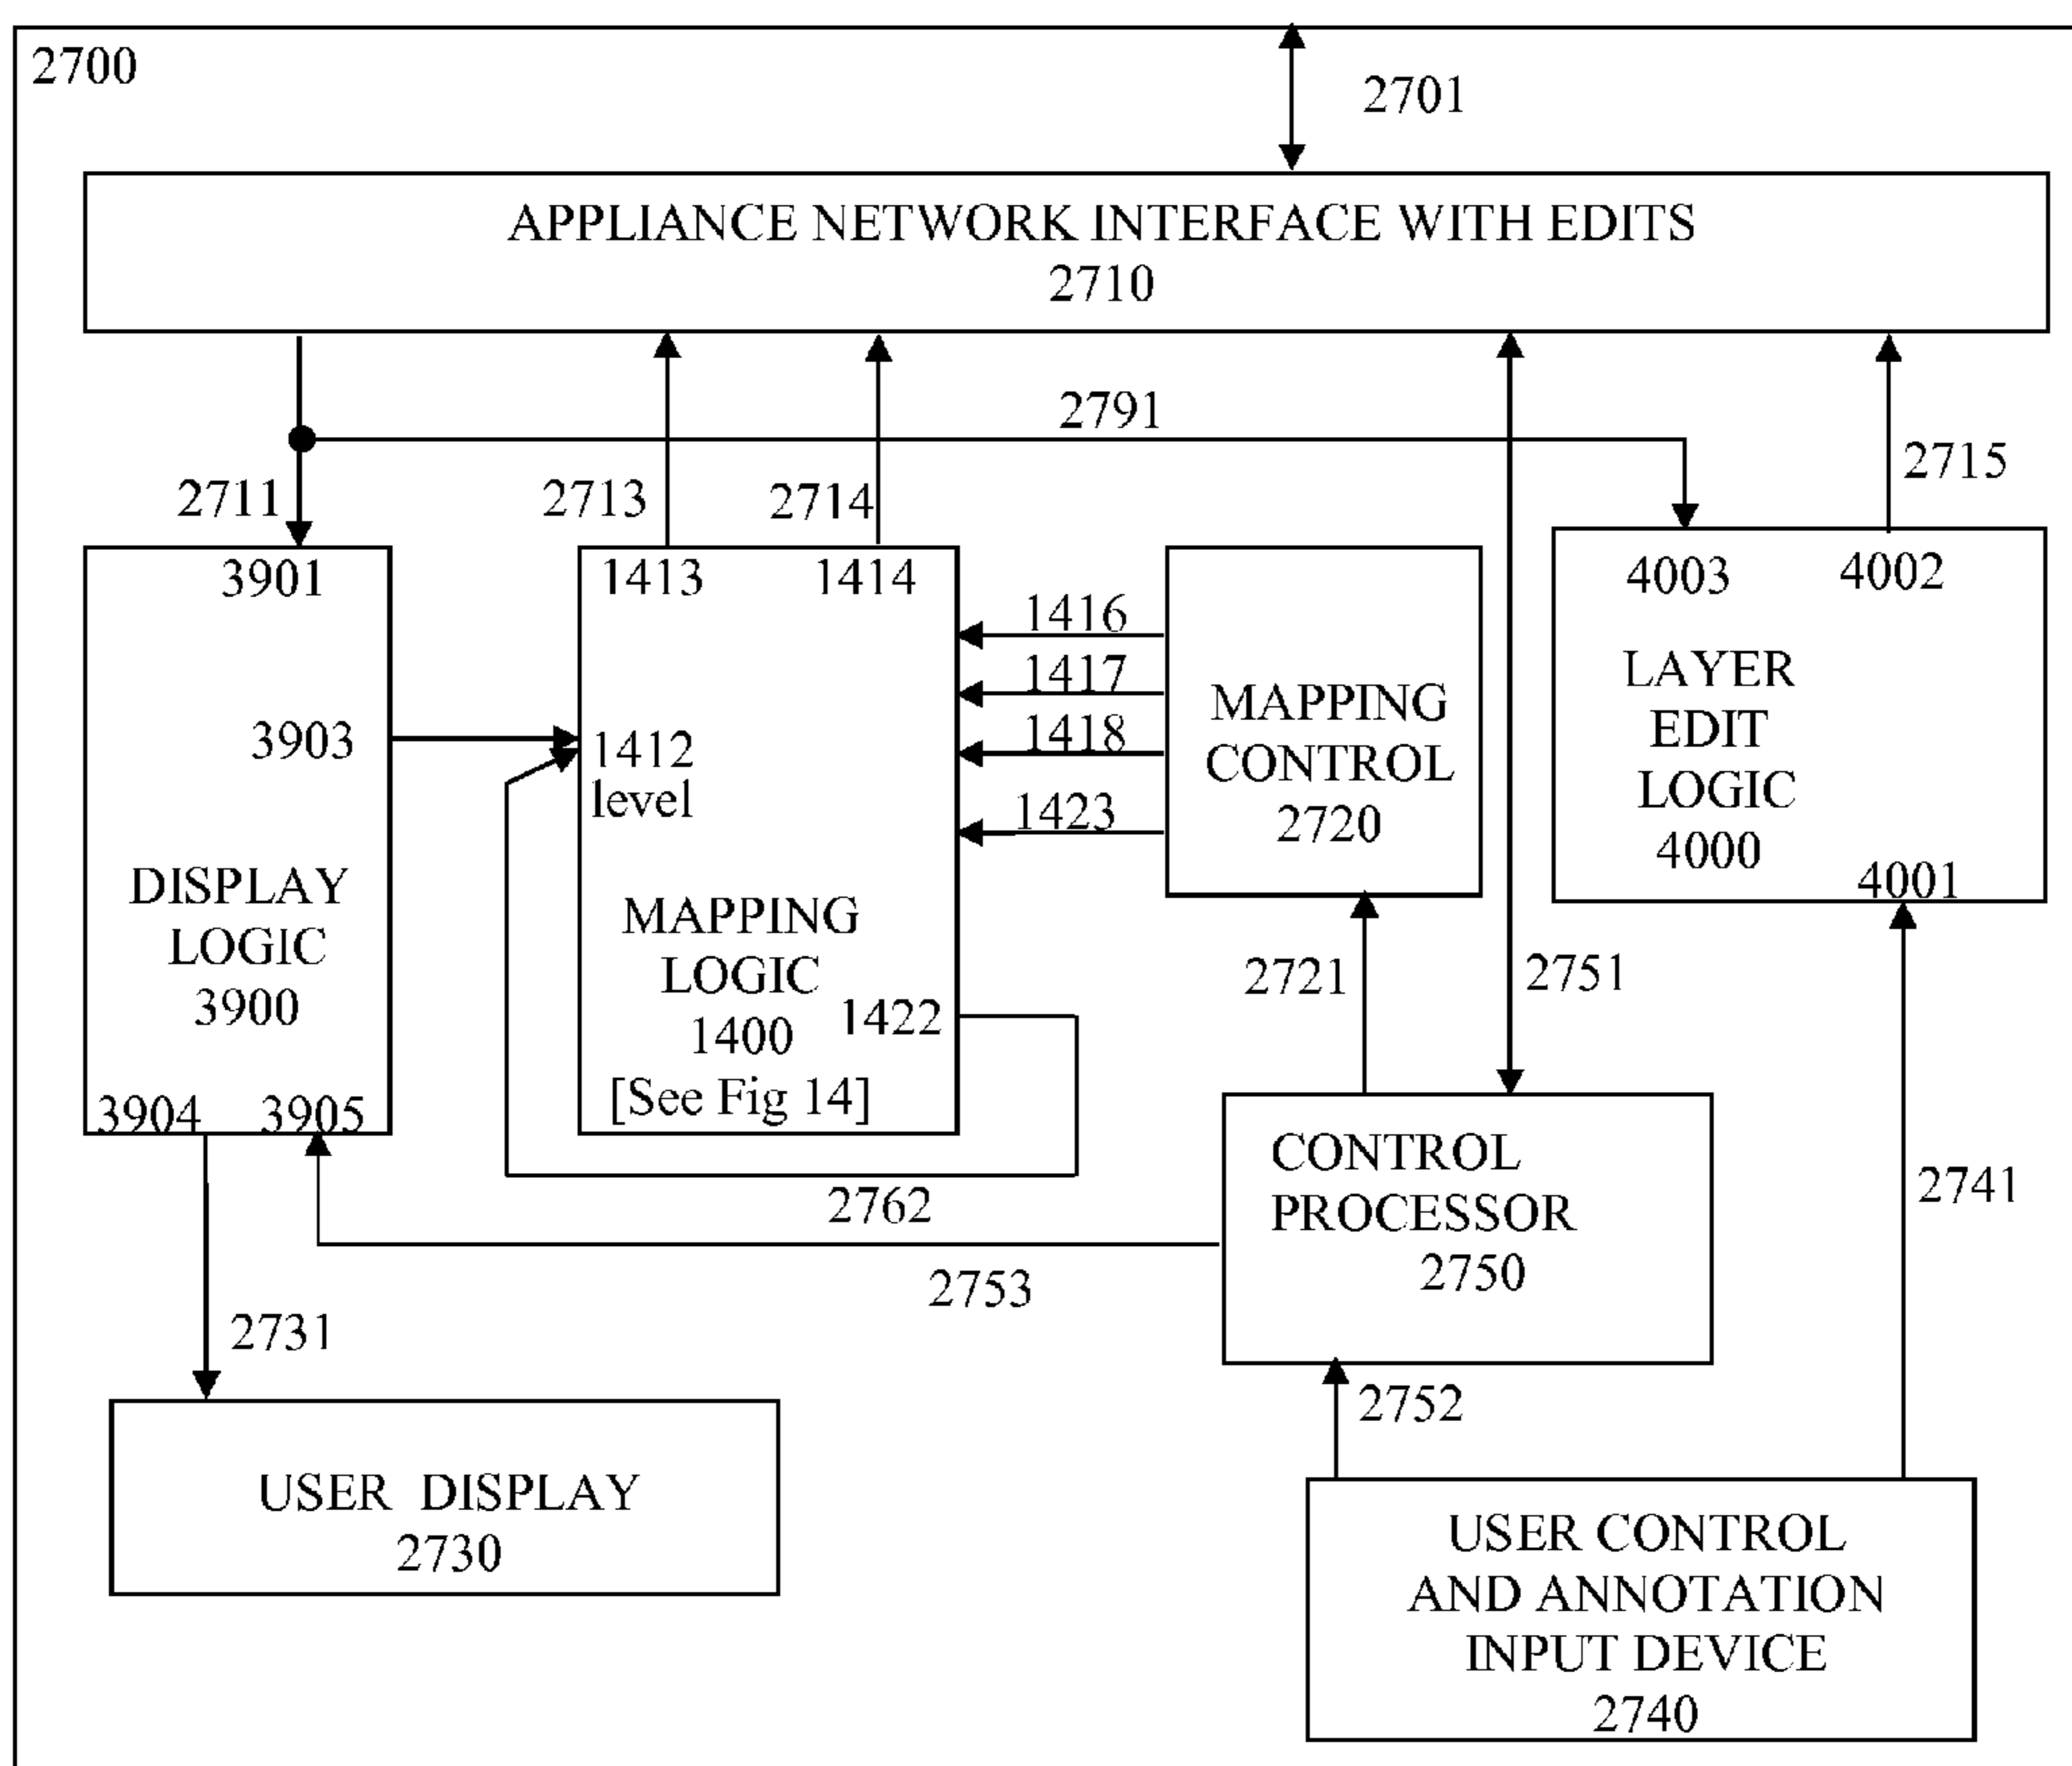 2700
2701
APPLIANCE NETWORK INTERFACE WITH EDITS
2710
2791
2711
2713
2714
2715
3901
3903
DISPLAY
LOGIC
3900
3904
3905
1413
1414
1412
level
MAPPING
LOGIC
1400
1422
[See Fig 14]
1416
1417
1418
1423
MAPPING
CONTROL
2720
4003
4002
LAYER
EDIT
LOGIC
4000
4001
2721
2751
2741
2762
2753
CONTROL
PROCESSOR
2750
2731
2752
USER DISPLAY
2730
USER CONTROL
AND ANNOTATION
INPUT DEVICE
2740